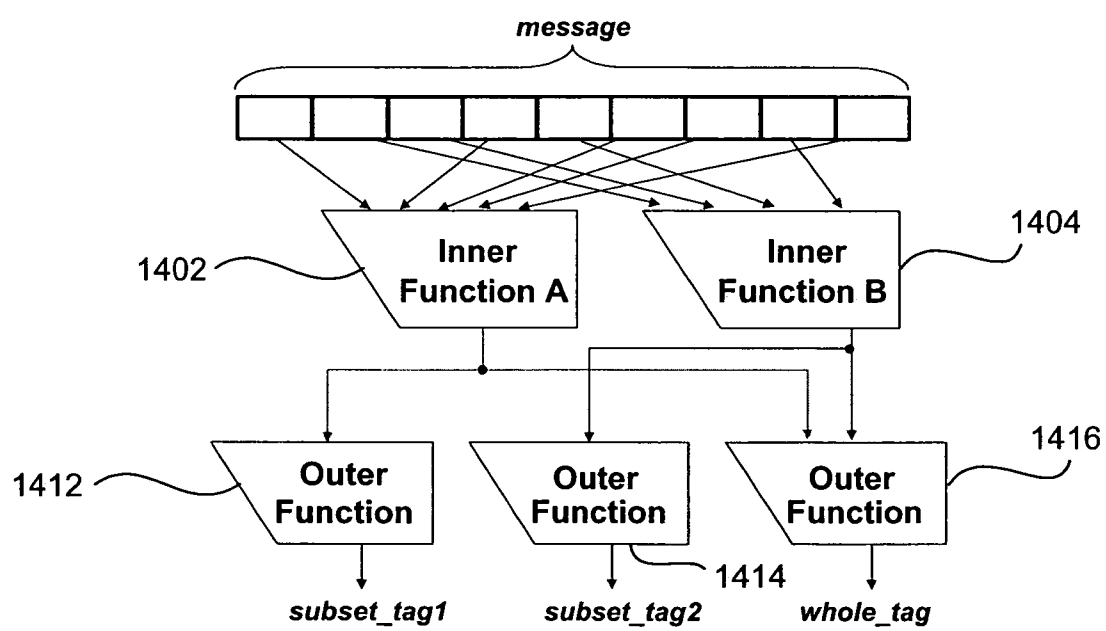 message
1404
1402
Inner
Function A
Inner
Function B
1416
1412
Outer
Function
Outer
Function
Outer
Function
1414
subset_tag1
subset_tag2
whole_tag